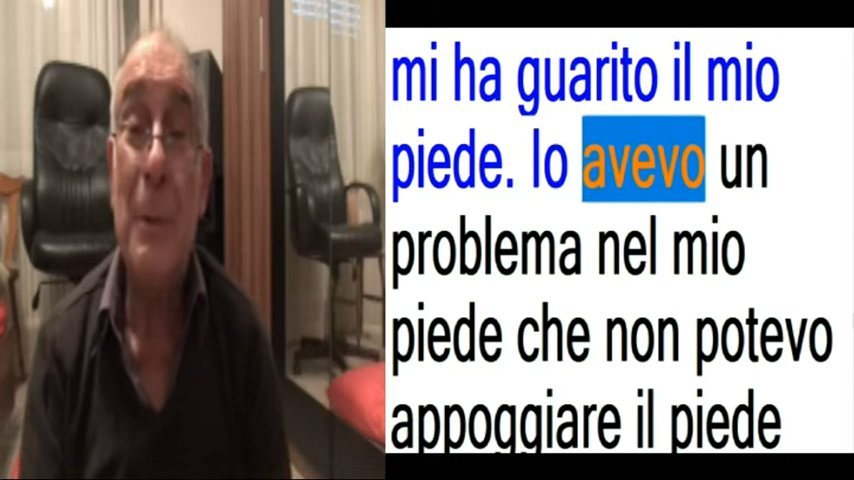 mi ha guarito il mio
piede. Io avevo un
problema nel mio
piede che non potevo
appoggiare il piede